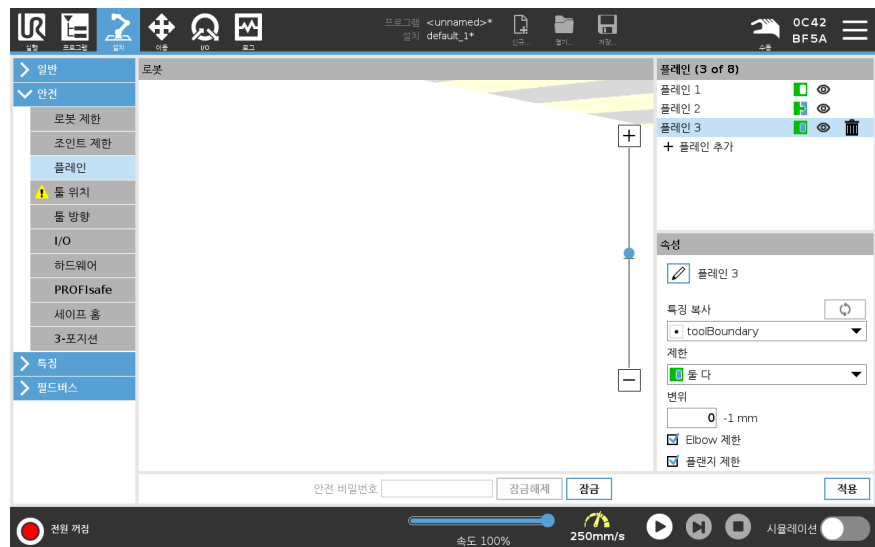 프로그램 <unnamed>*
설치 default_1*
실행 프로그램 설치 이동 I/O 로그 신규... 열기... 저장... 수동
0C42
BF5A
일반
안전
로봇 제한
조인트 제한
플레인
툴 위치
툴 방향
I/O
하드웨어
PROFIsafe
세이프 홈
3-포지션
특징
필드버스
로봇
플레인 (3 of 8)
플레인 1
플레인 2
플레인 3
플레인 추가
속성
플레인 3
특징 복사
toolBoundary
제한
둘 다
변위
0 -1 mm
Elbow 제한
플랜지 제한
안전 비밀번호 잠금해제 잠금 적용
전원 꺼짐
속도 100%
250mm/s
시뮬레이션